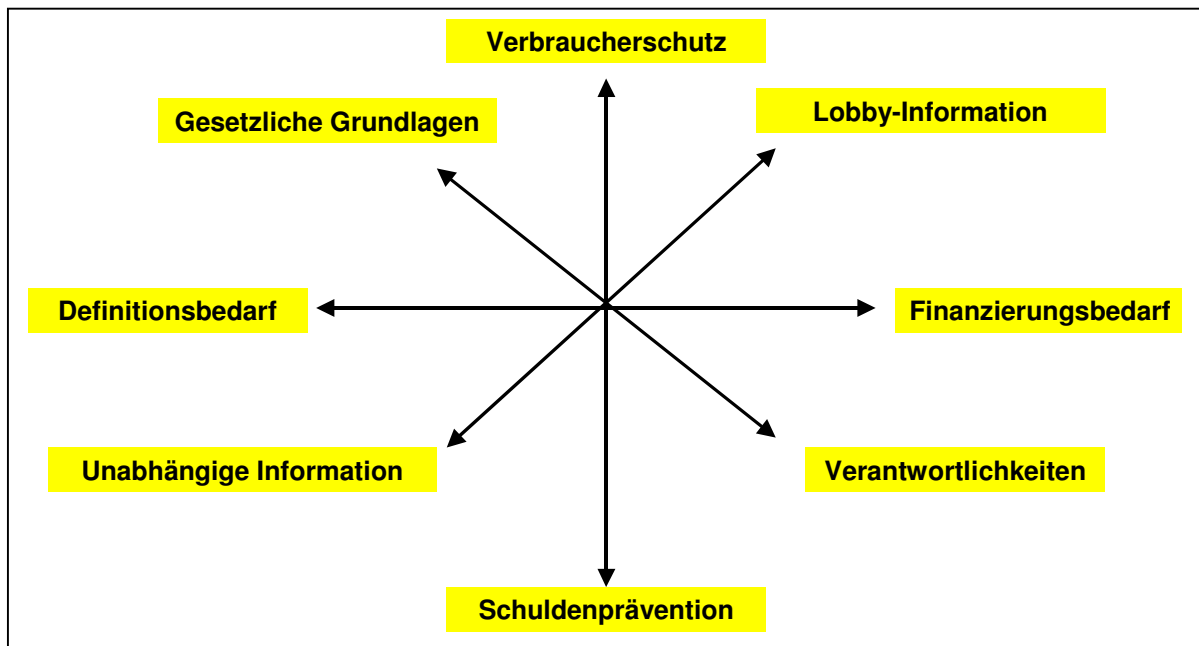 Verbraucherschutz
Lobby-Information
Gesetzliche Grundlagen
Definitionsbedarf
Finanzierungsbedarf
Unabhängige Information
Verantwortlichkeiten
Schuldenprävention